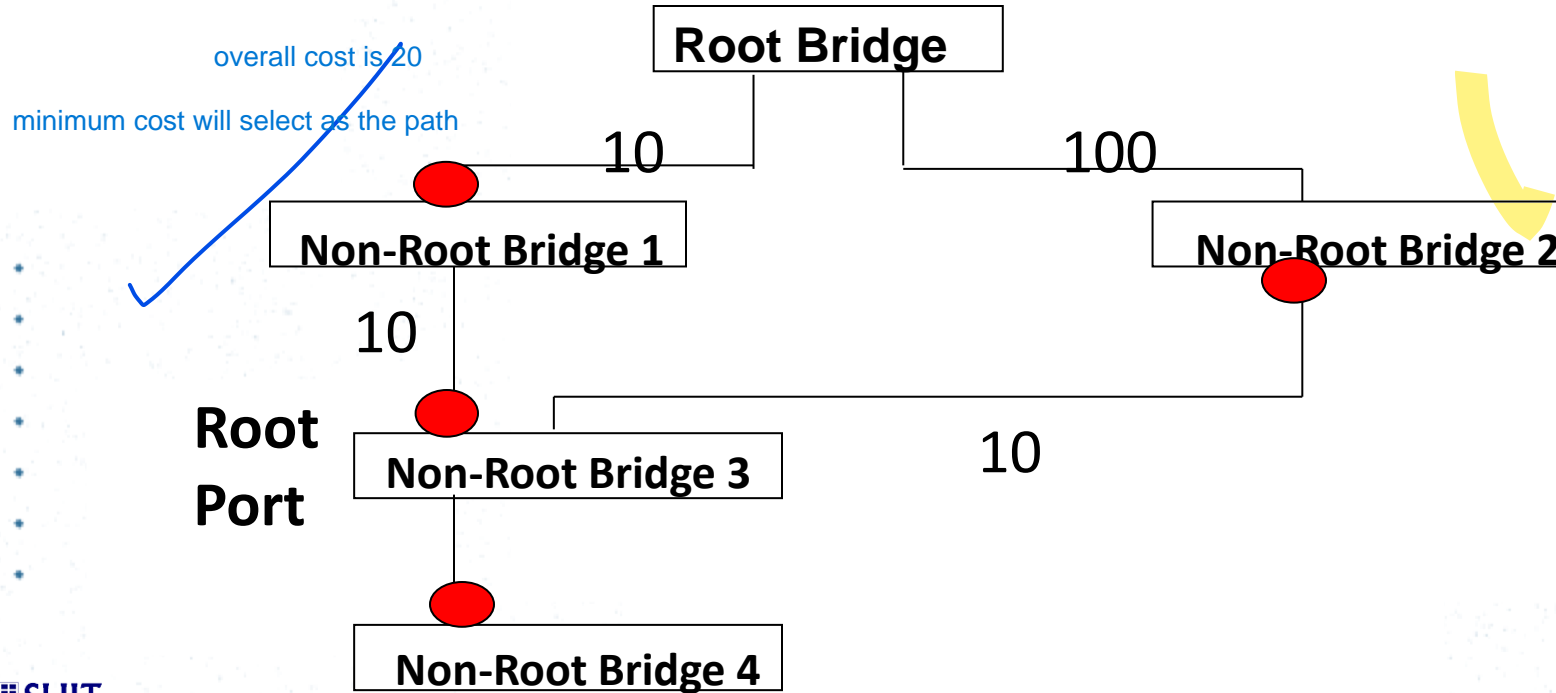 Root Bridge
overall cost is 20
minimum cost will select as the path
10
100
Non-Root Bridge 1
Non-Root Bridge 2
10
Root
Port
Non-Root Bridge 3
10
Non-Root Bridge 4
SLIIT